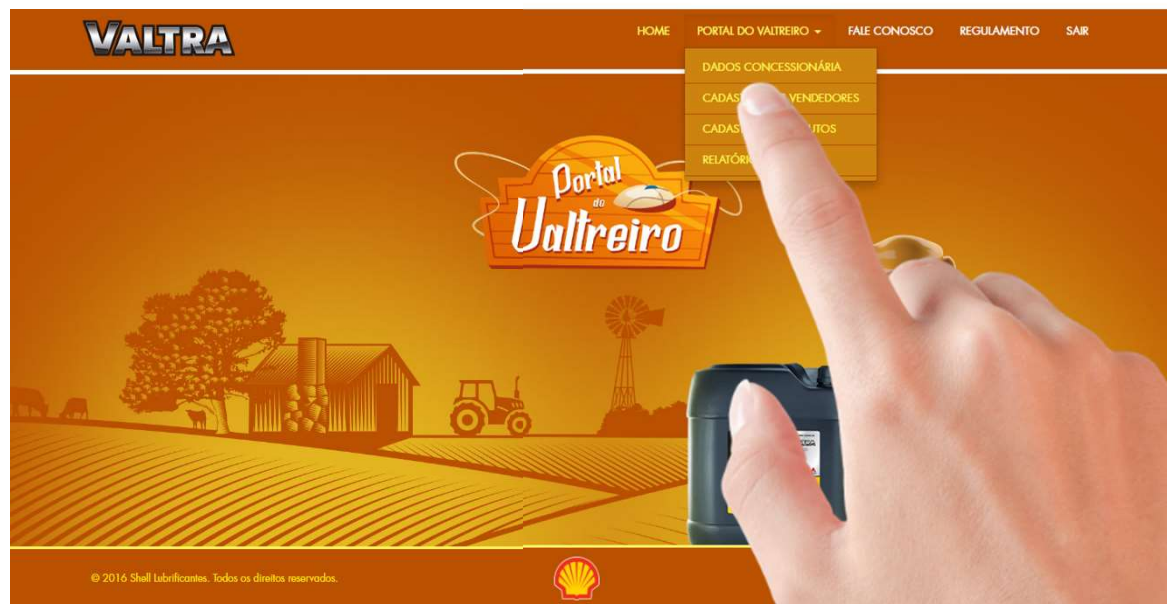 VALTRA
HOME PORTAL DO VALTREIRO FALE CONOSCO REGULAMENTO SAIR
DADOS CONCESSIONÁRIA
VENDEDORES
Portal
do
Valtreiro
© 2016 Shell Lubrificantes. Todos os direitos reservados.